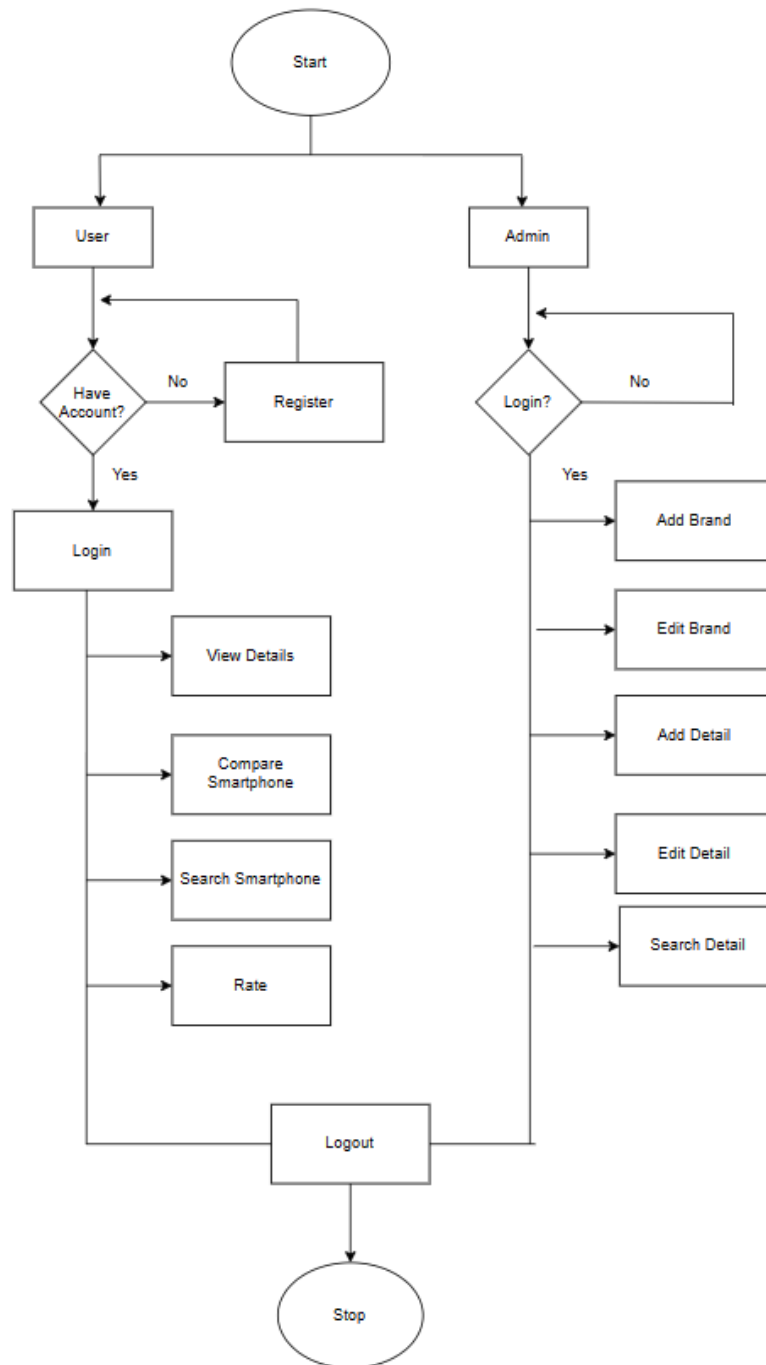 Start
User
Admin
Have
Account?
No
Register
Login?
No
Yes
Yes
Login
Add Brand
View Details
Edit Brand
Compare
Smartphone
Add Detail
Search Smartphone
Edit Detail
Rate
Search Detail
Logout
Stop